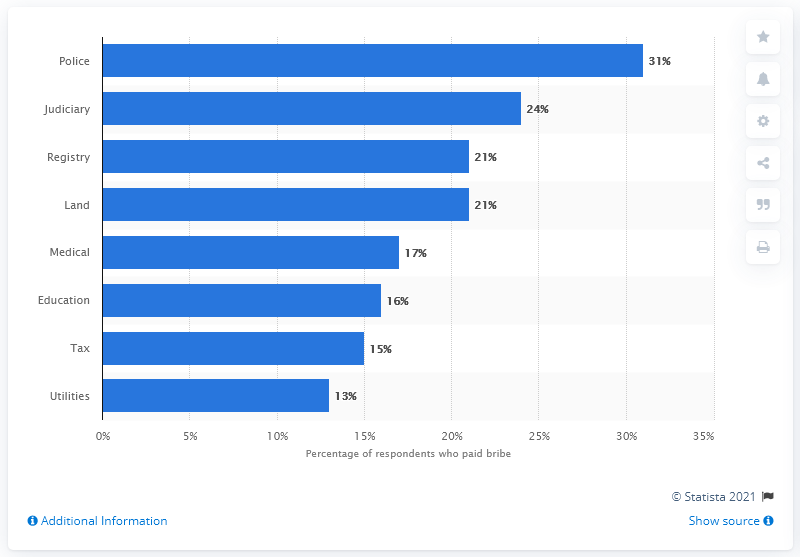 Police 31%
Judiciary 24%
Registry 21%
Land 21%
Medical 17%
Education 16%
Tax 15%
Utilities 13%
0% 5% 10% 15% 20% 25% 30% 35%
Percentage of respondents who paid bribe
© Statista 2021
Additional Information Show source